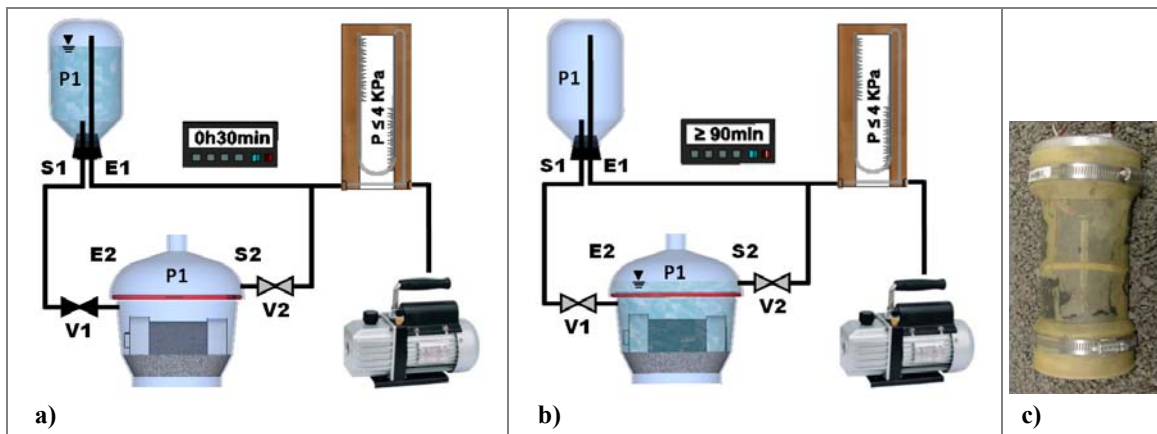 P1
S1
E1
0h30min
P ≤ 4 KPa
E2
S2
P1
V1
V2
a)
P1
S1
E1
≥ 90min
P ≤ 4 KPa
E2
S2
P1
V1
V2
b)
c)